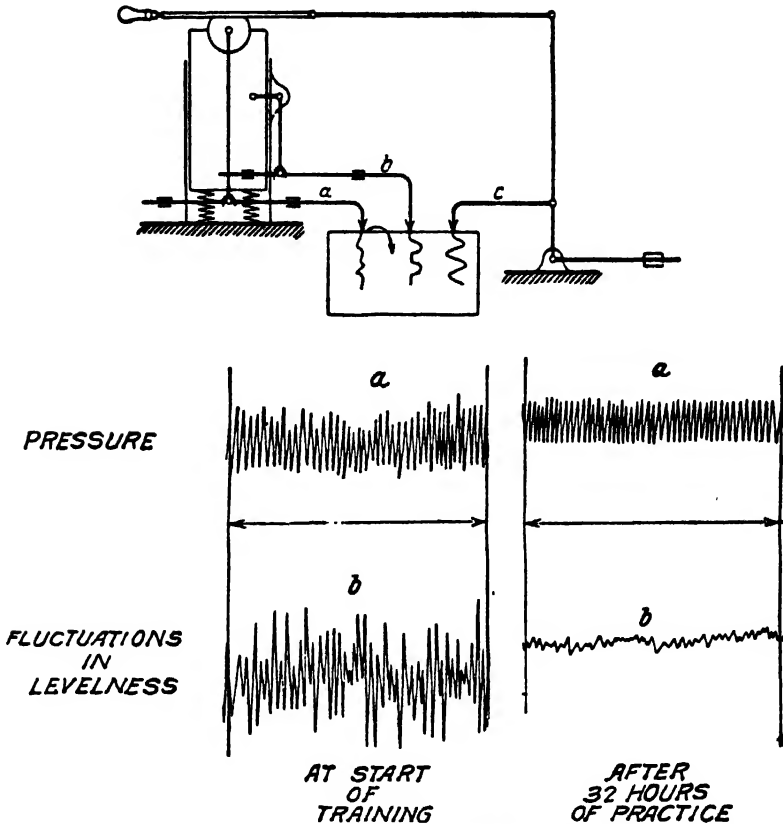 b
a
c
a
a
PRESSURE
b
b
FLUCTUATIONS
IN
LEVELNESS
AT START
OF
TRAINING
AFTER
32 HOURS
OF PRACTICE